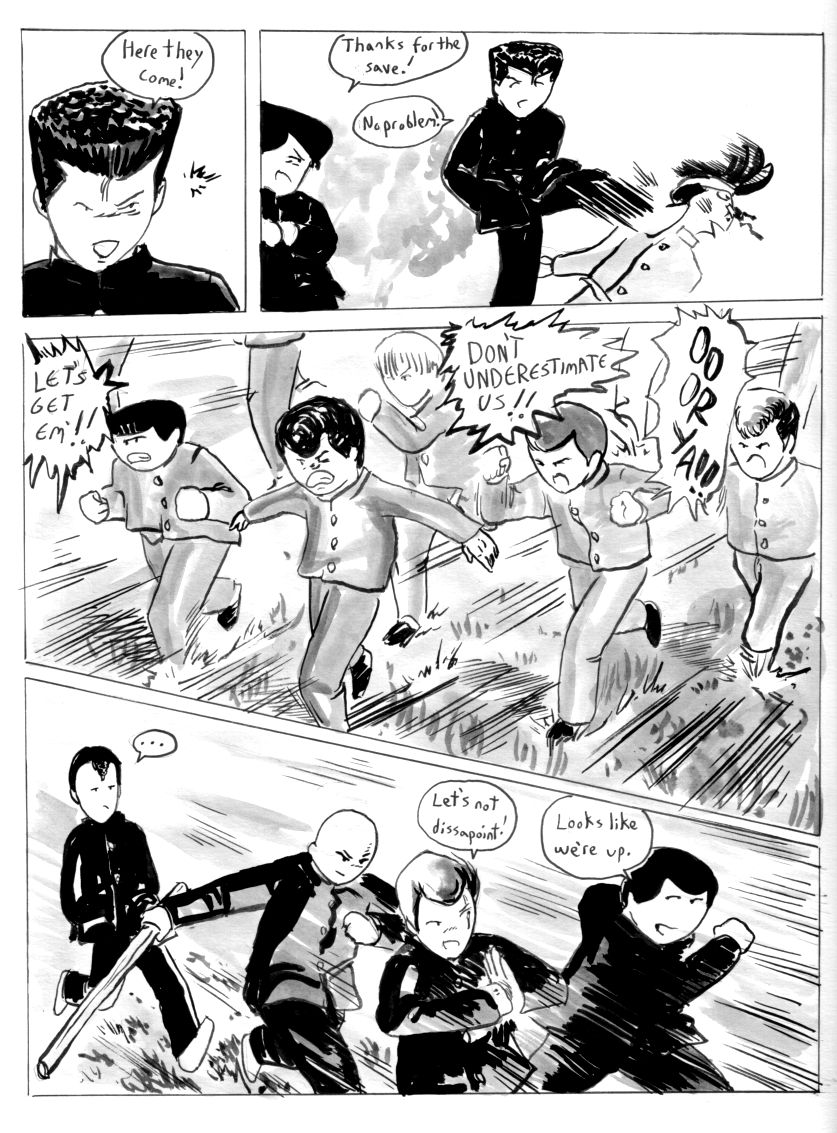 Here they
come!
Thanks for the
save!
No problem!
LET'S
GET
EM'!!
DON'T
UNDERESTIMATE
US!!
OO
OR
YAI!!
...
Let's not
dissapoint!
Looks like
we're up.